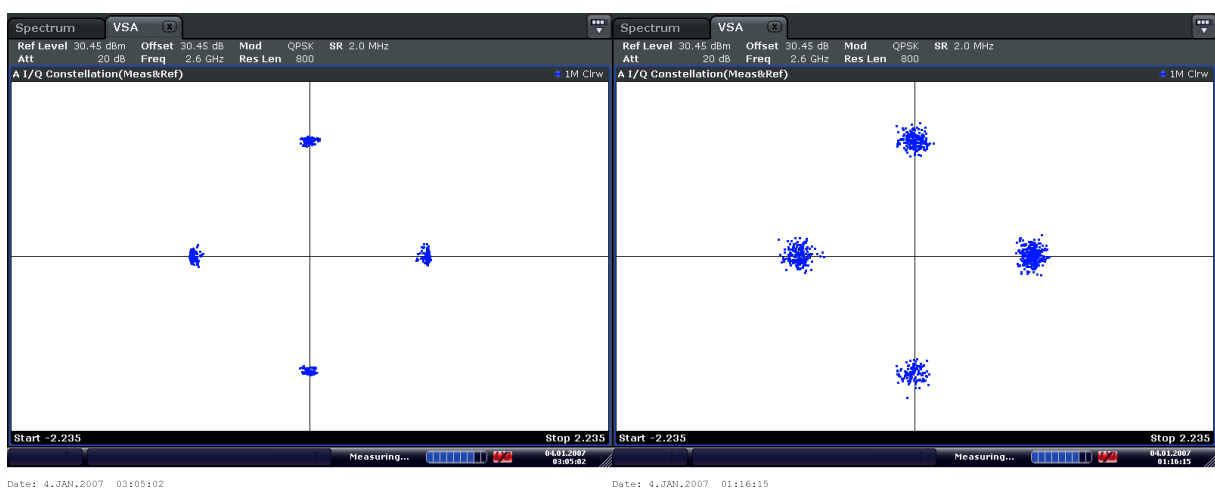 Spectrum VSA X
Ref Level 30.45 dBm Offset 30.45 dB Mod QPSK SR 2.0 MHz
Att 20 dB Freq 2.6 GHz Res Len 800
A I/Q Constellation(Meas&Ref) 1M Clrw
Start -2.235 Stop 2.235
Measuring... 04.01.2007
03:05:02
Date: 4.JAN.2007 03:05:02
Spectrum VSA X
Ref Level 30.45 dBm Offset 30.45 dB Mod QPSK SR 2.0 MHz
Att 20 dB Freq 2.6 GHz Res Len 800
A I/Q Constellation(Meas&Ref) 1M Clrw
Start -2.235 Stop 2.235
Measuring... 04.01.2007
01:16:15
Date: 4.JAN.2007 01:16:15